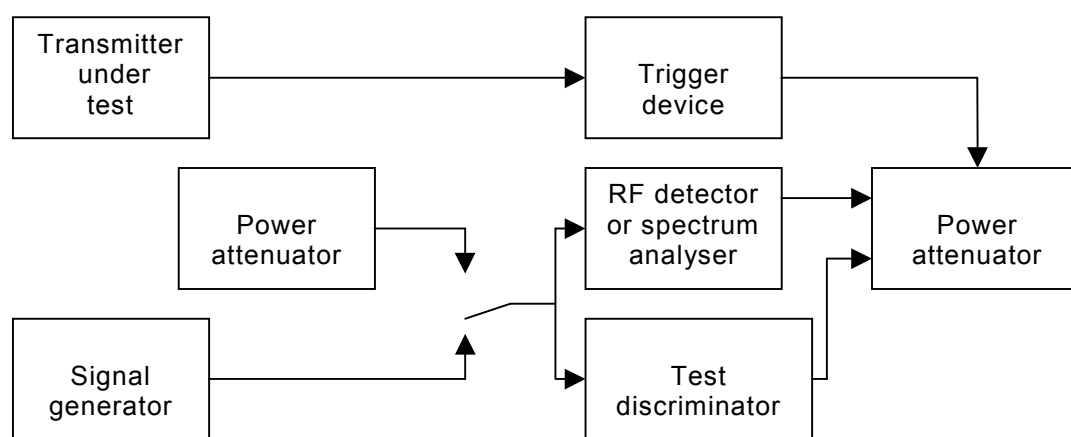 Transmitter
under
test
Trigger
device
Power
attenuator
RF detector
or spectrum
analyser
Power
attenuator
Signal
generator
Test
discriminator